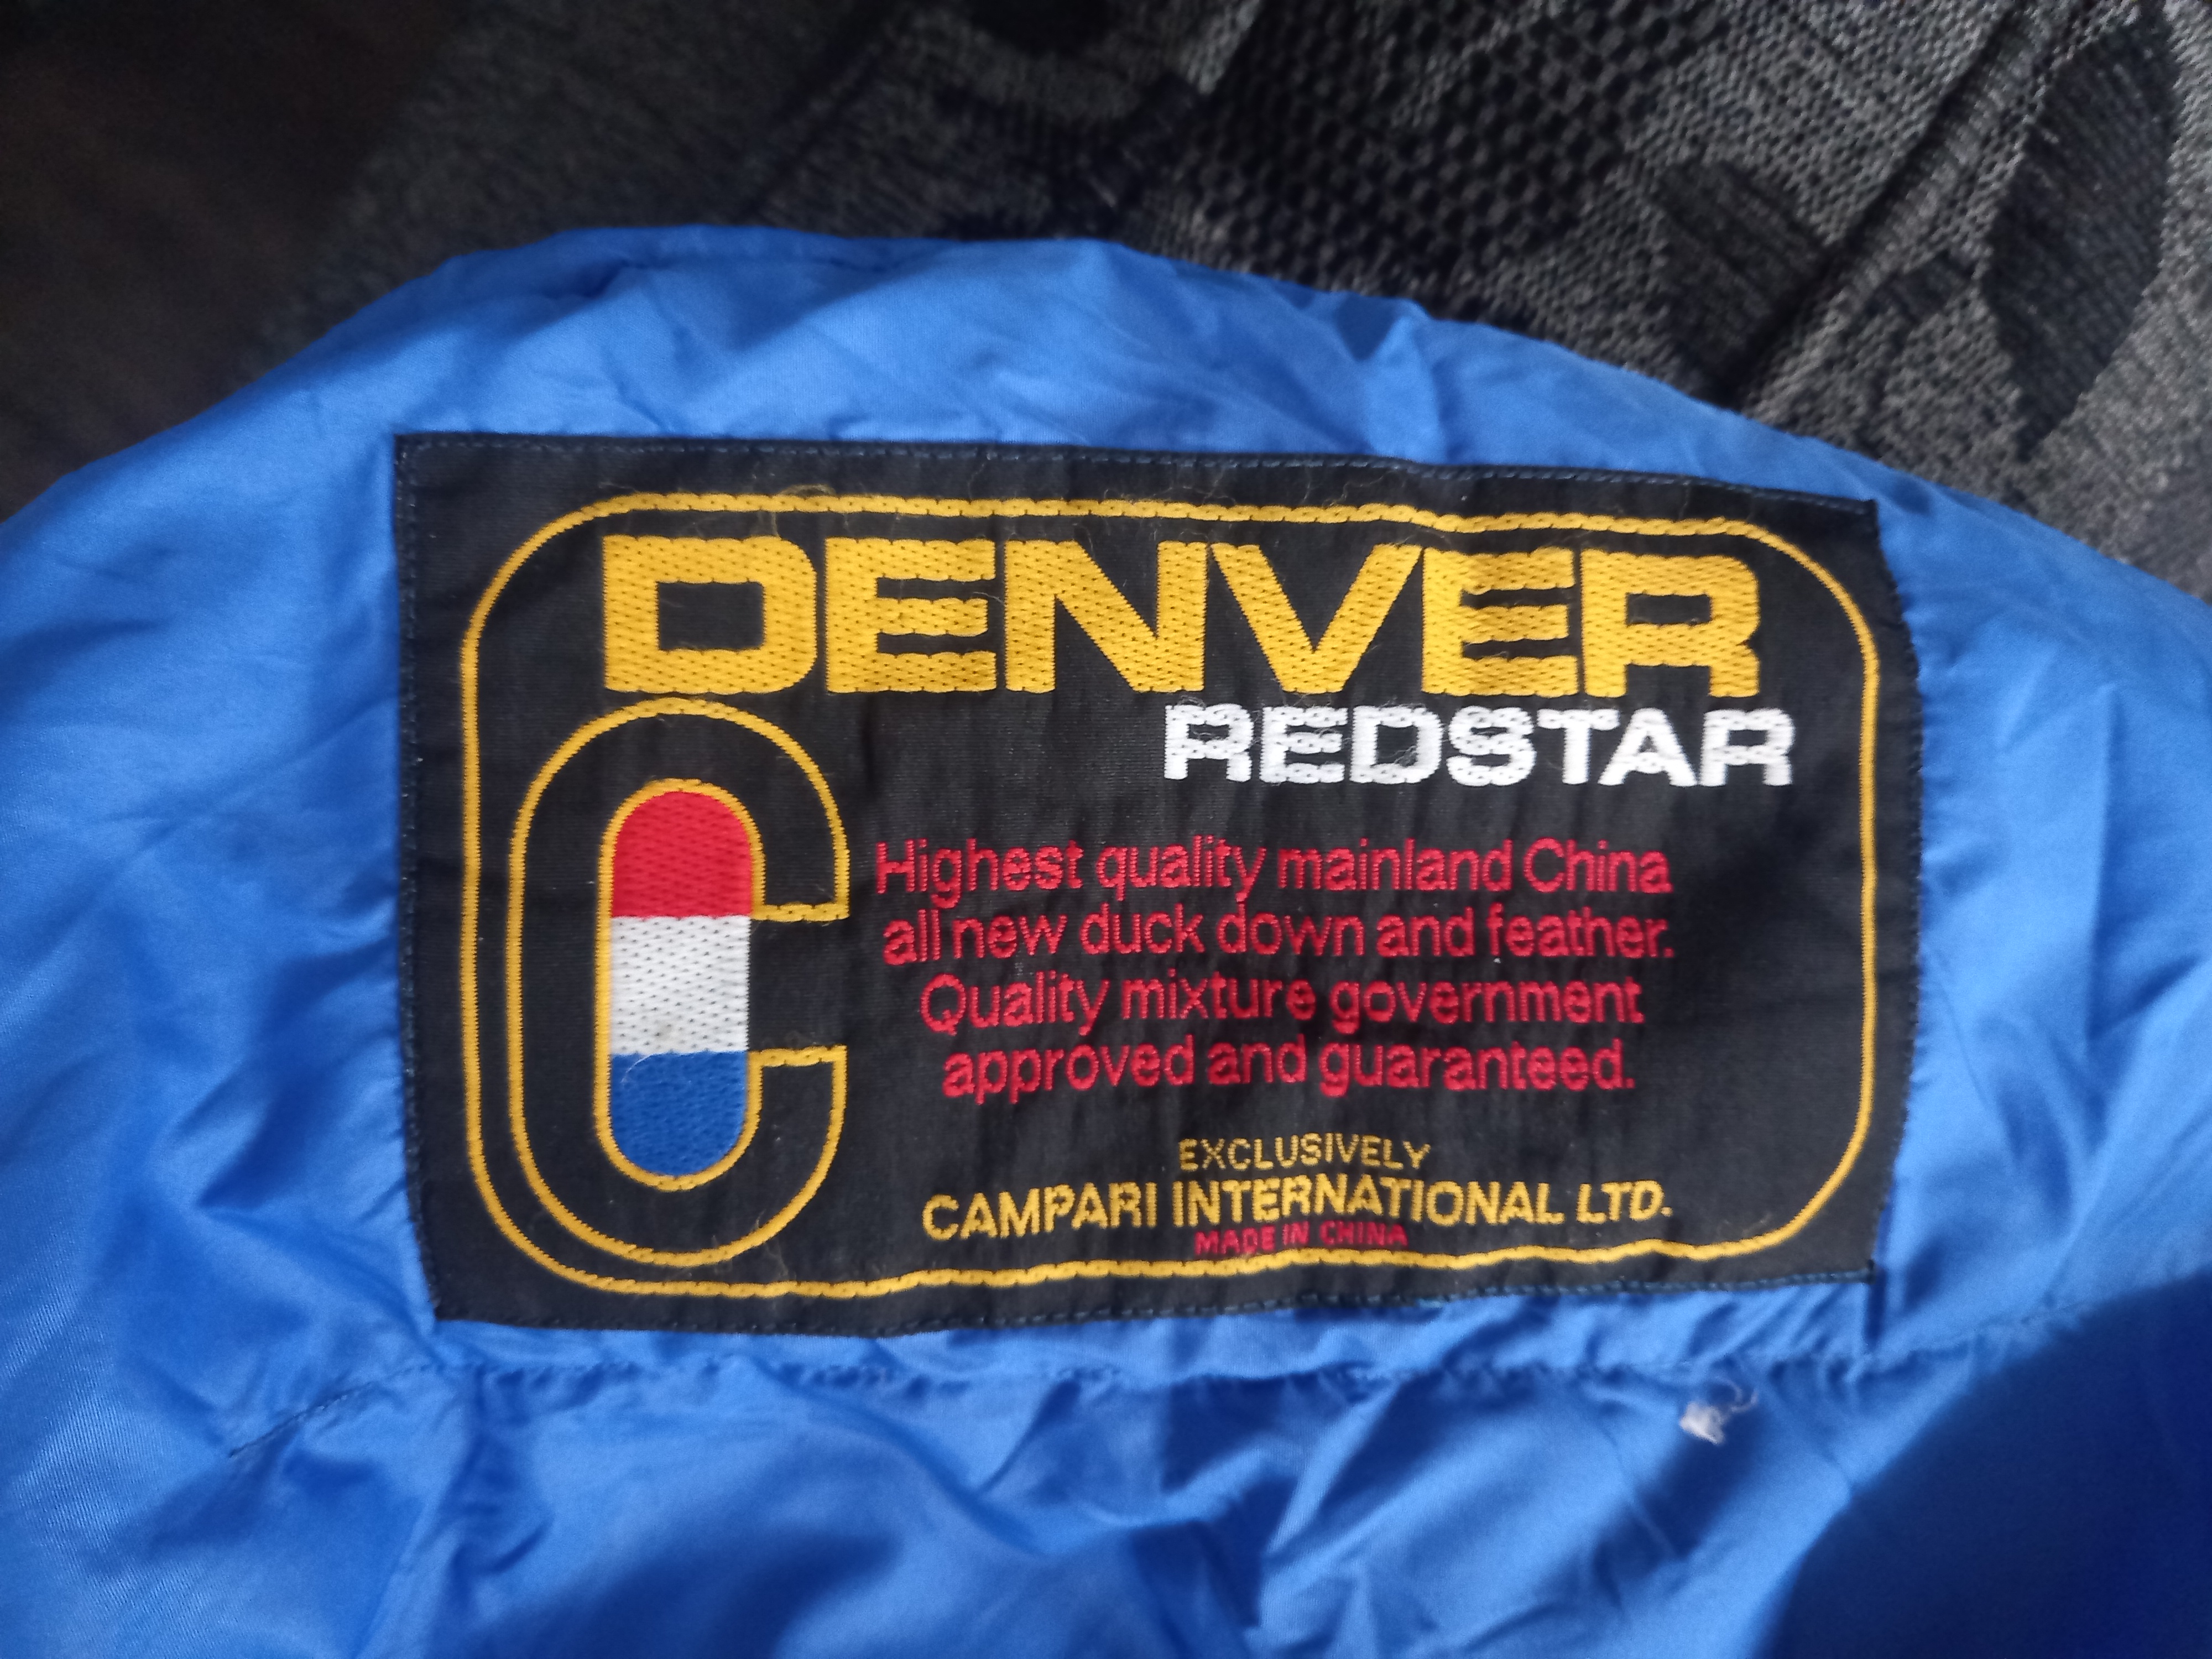 DENVER
REDSTAR
Highest quality mainland China
all new duck down and feather.
Quality mixture government
approved and guaranteed.
EXCLUSIVELY
CAMPARI INTERNATIONAL LTD.
MADE IN CHINA